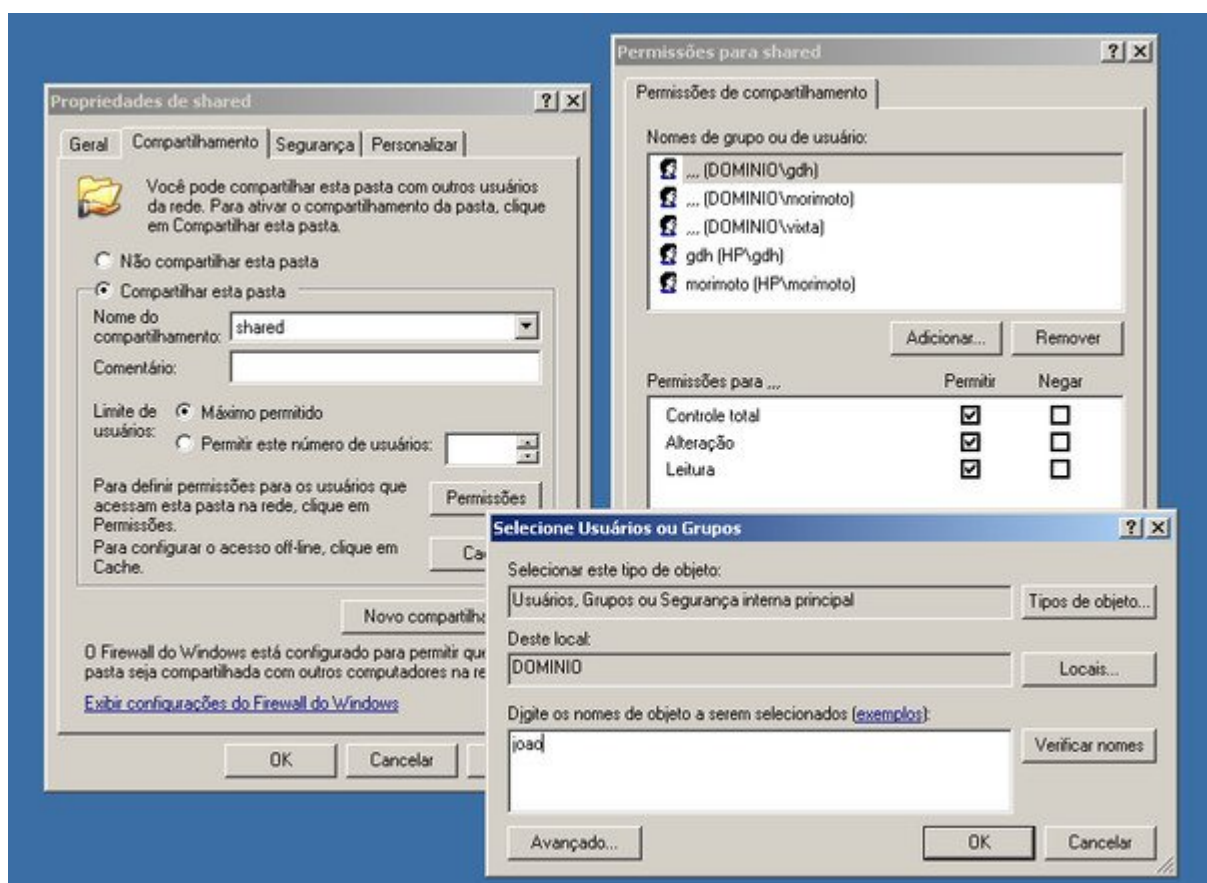 Propriedades de shared
Geral
Compartilhamento
Segurança
Personalizar
Você pode compartilhar esta pasta com outros usuários
da rede. Para ativar o compartilhamento da pasta, clique
em Compartilhar esta pasta.
Não compartilhar esta pasta
Compartilhar esta pasta
Nome do
compartilhamento:
shared
Comentário:
Limite de
usuários:
Máximo permitido
Permitir este número de usuários:
Para definir permissões para os usuários que
acessam esta pasta na rede, clique em
Permissões.
Permissões
Para configurar o acesso off-line, clique em
Cache.
Ca
Novo compartilha
O Firewall do Windows está configurado para permitir que
pasta seja compartilhada com outros computadores na re
Exibir configurações do Firewall do Windows
OK
Cancelar
Permissões para shared
Permissões de compartilhamento
Nomes de grupo ou de usuário:
,,, (DOMINIO\gdh)
,,, (DOMINIO\morimoto)
,,, (DOMINIO\vixta)
gdh (HP\gdh)
morimoto (HP\morimoto)
Adicionar...
Remover
Permissões para ,,,
Permitir
Negar
Controle total
Alteração
Leitura
Selecione Usuários ou Grupos
Selecionar este tipo de objeto:
Usuários, Grupos ou Segurança interna principal
Tipos de objeto...
Deste local:
DOMINIO
Locais...
Digite os nomes de objeto a serem selecionados (exemplos):
joao
Verificar nomes
Avançado...
OK
Cancelar